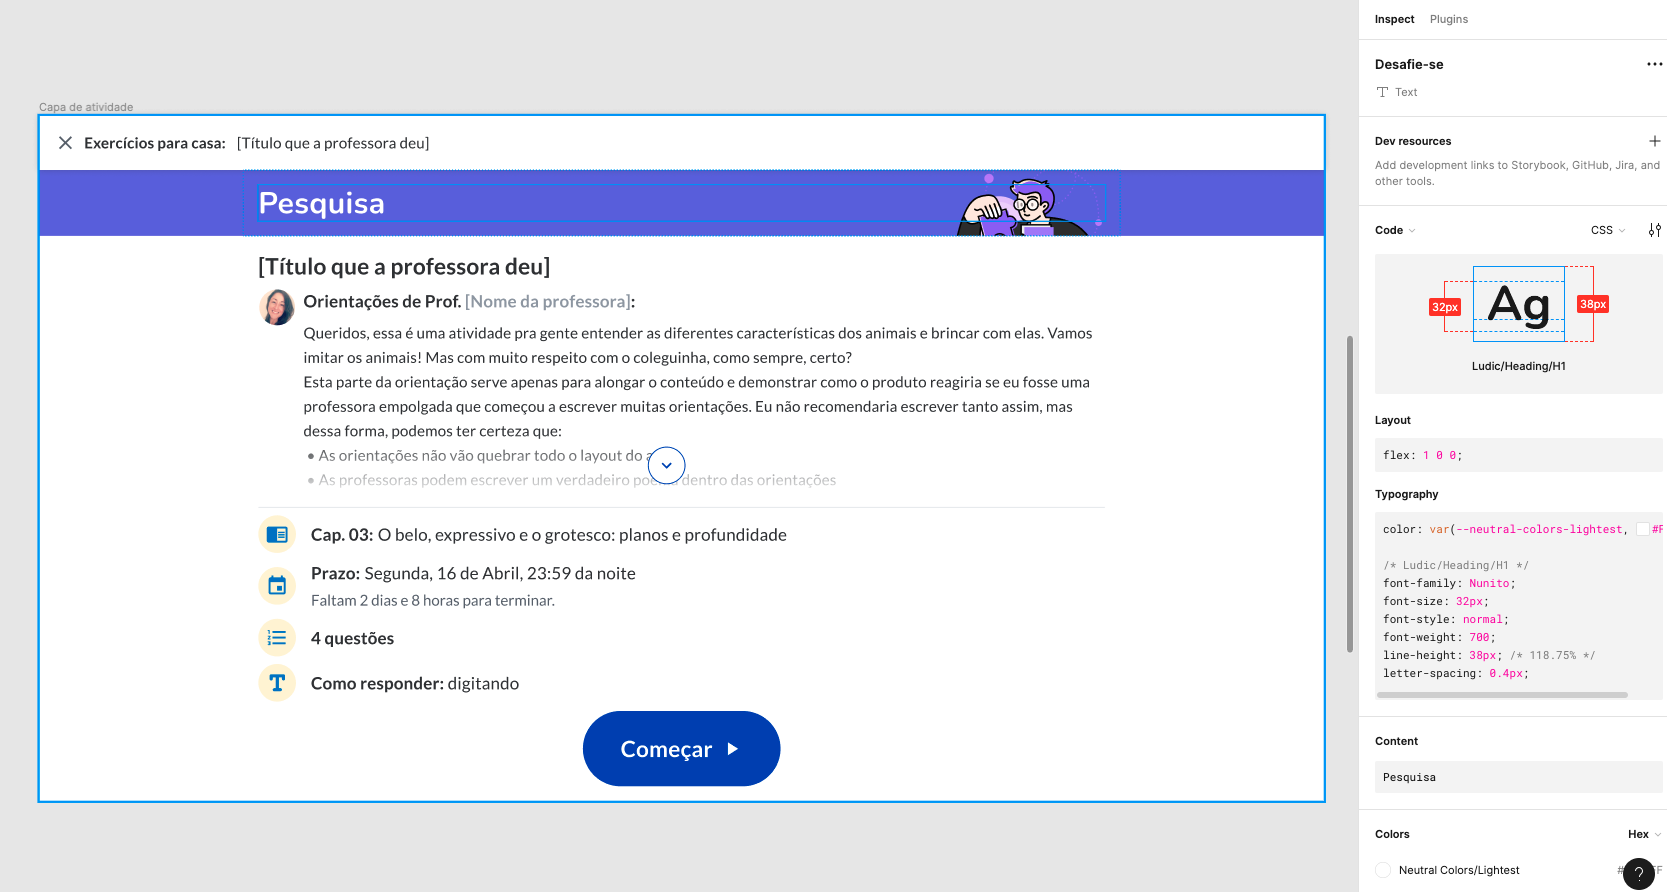 Capa de atividade
Exercícios para casa: [Título que a professora deu]
Pesquisa
[Título que a professora deu]
Orientações de Prof. [Nome da professora]:
Queridos, essa é uma atividade pra gente entender as diferentes características dos animais e brincar com elas. Vamos
imitar os animais! Mas com muito respeito com o coleguinha, como sempre, certo?
Esta parte da orientação serve apenas para alongar o conteúdo e demonstrar como o produto reagiria se eu fosse uma
professora empolgada que começou a escrever muitas orientações. Eu não recomendaria escrever tanto assim, mas
dessa forma, podemos ter certeza que:
• As orientações não vão quebrar todo o layout do
• As professoras podem escrever um verdadeiro dentro das orientações
Cap. 03: O belo, expressivo e o grotesco: planos e profundidade
Prazo: Segunda, 16 de Abril, 23:59 da noite
Faltam 2 dias e 8 horas para terminar.
4 questões
Como responder: digitando
Começar
Inspect Plugins
Desafie-se
Text
Dev resources
Add development links to Storybook, GitHub, Jira, and
other tools.
Code CSS
32px Ag 38px
Ludic/Heading/H1
Layout
flex: 1 0 0;
Typography
color: var(--neutral-colors-lightest, #F
/* Ludic/Heading/H1 */
font-family: Nunito;
font-size: 32px;
font-style: normal;
font-weight: 700;
line-height: 38px; /* 118.75% */
letter-spacing: 0.4px;
Content
Pesquisa
Colors Hex
Neutral Colors/Lightest
?